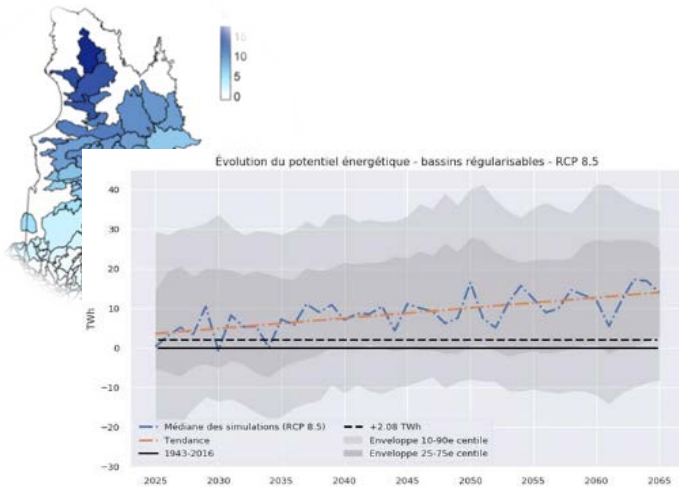 15
10
5
0
Évolution du potentiel énergétique - bassins régularisables - RCP 8.5
40
30
20
10
0
−10
−20
−30
TWh
Médiane des simulations (RCP 8.5)
Tendance
1943-2016
+2.08 TWh
Enveloppe 10-90e centile
Enveloppe 25-75e centile
2025 2030 2035 2040 2045 2050 2055 2060 2065